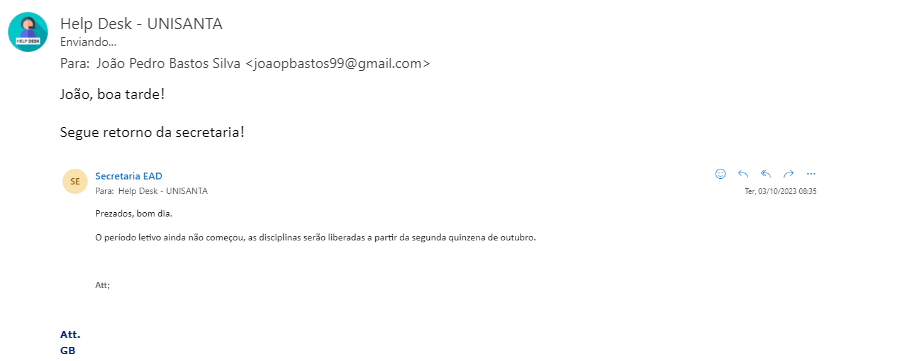 HELP DESK
Help Desk - UNISANTA
Enviando...
Para: João Pedro Bastos Silva <joaopbastos99@gmail.com>
João, boa tarde!
Segue retorno da secretaria!
SE
Secretaria EAD
Para: Help Desk - UNISANTA
Ter, 03/10/2023 08:35
Prezados, bom dia.
O período letivo ainda não começou, as disciplinas serão liberadas a partir da segunda quinzena de outubro.
Att;
Att.
GB